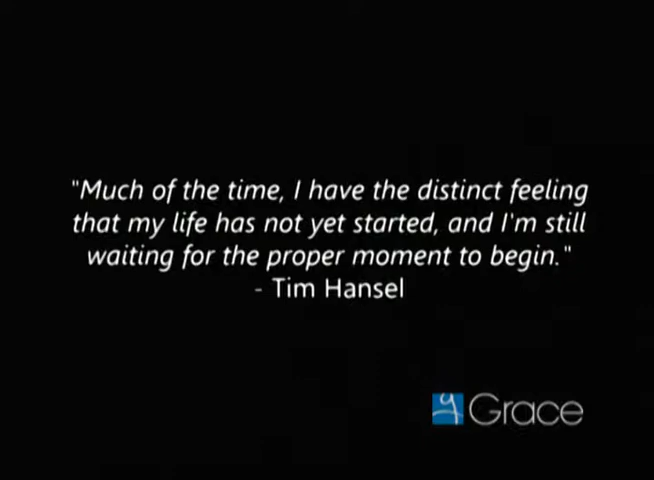 "Much of the time, I have the distinct feeling
that my life has not yet started, and I'm still
waiting for the proper moment to begin."
- Tim Hansel
Grace